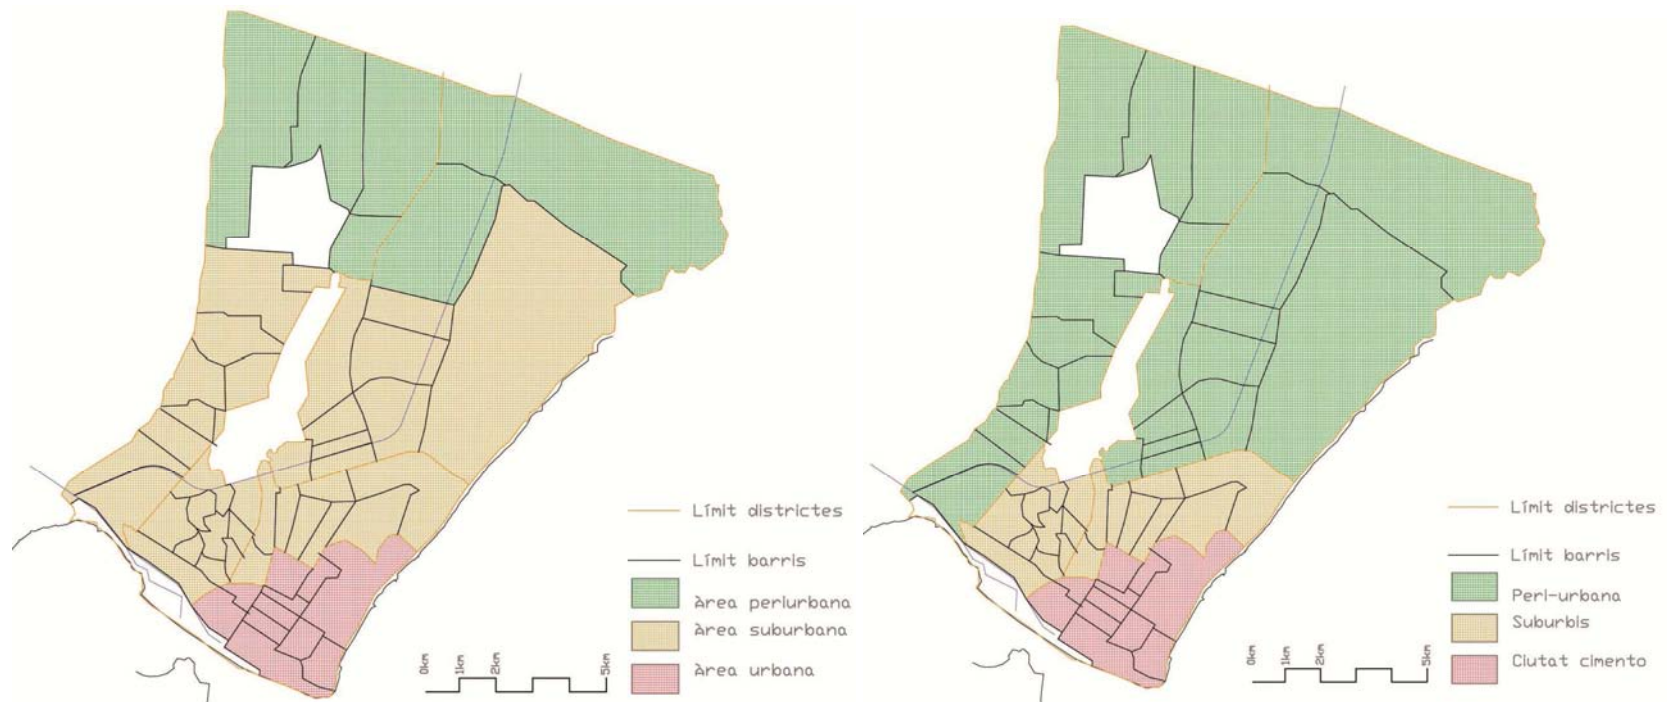 Límit districtes
Límit barris
Àrea periurbana
Àrea suburbana
Àrea urbana
0km
1km
2km
5km
Límit districtes
Límit barris
Peri-urbana
Suburbis
Ciutat cimento
0km
1km
2km
5km